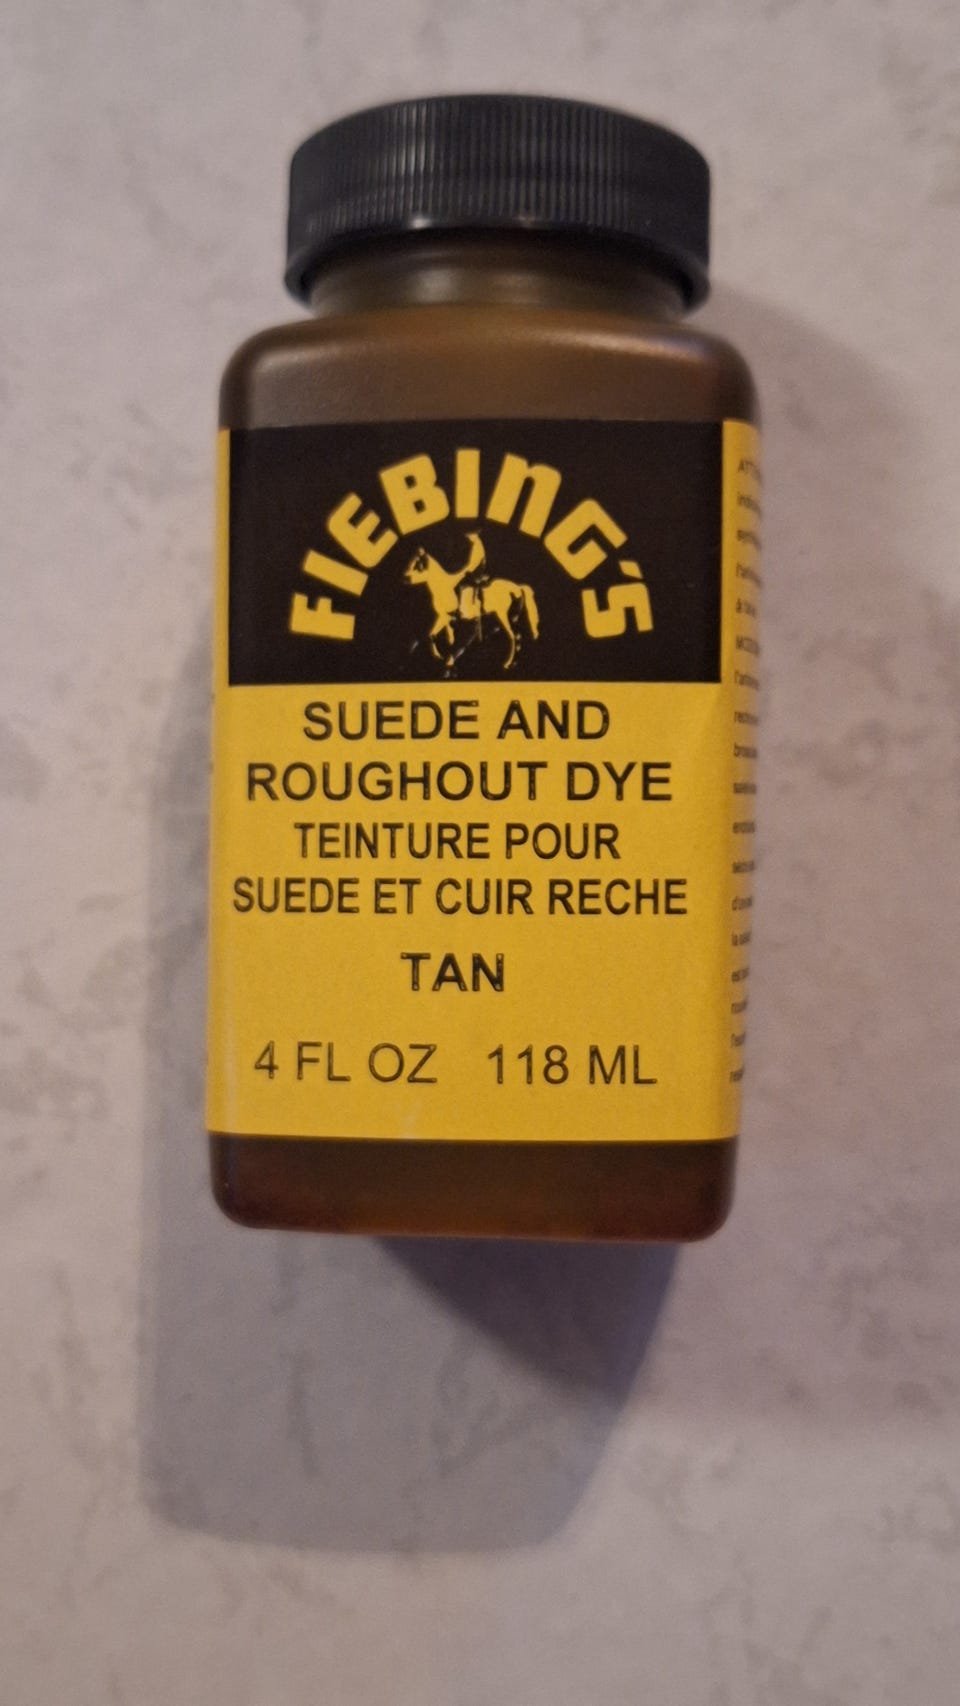 FIEBING'S
SUEDE AND
ROUGHOUT DYE
TEINTURE POUR
SUEDE ET CUIR RECHE
TAN
4 FL OZ 118 ML